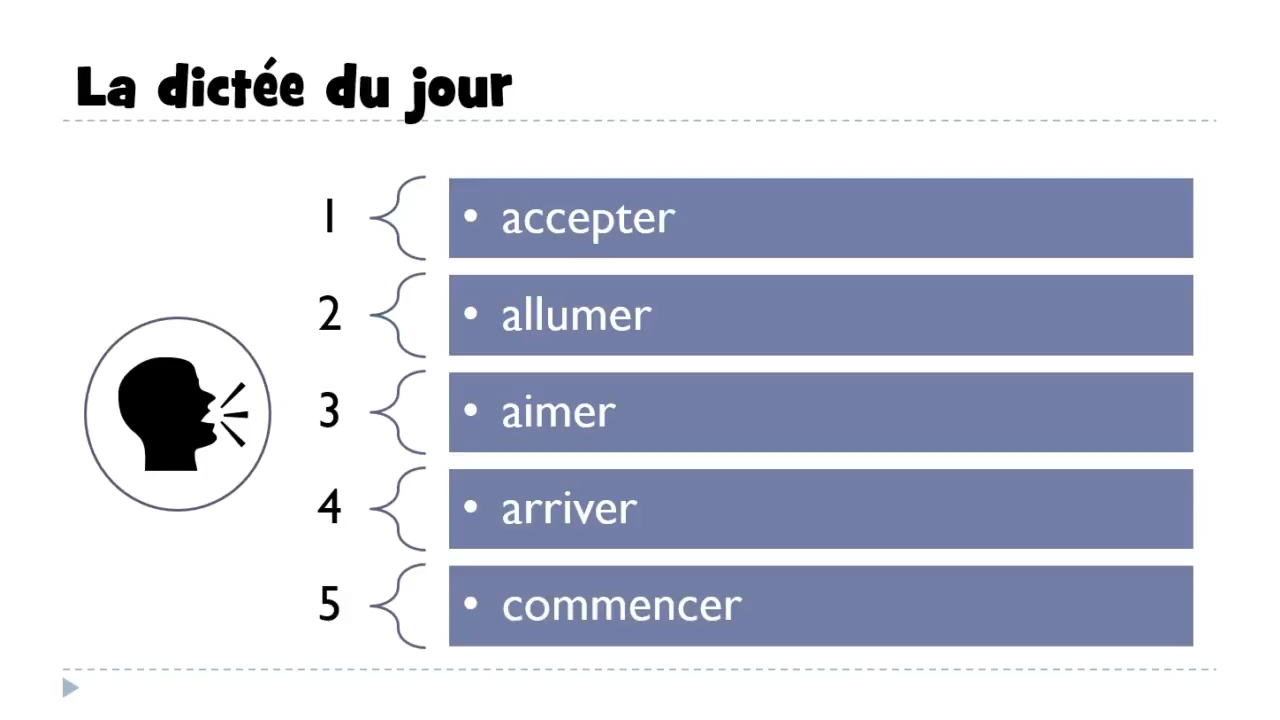 La dictée du jour
1 • accepter
2 • allumer
3 • aimer
4 • arriver
5 • commencer